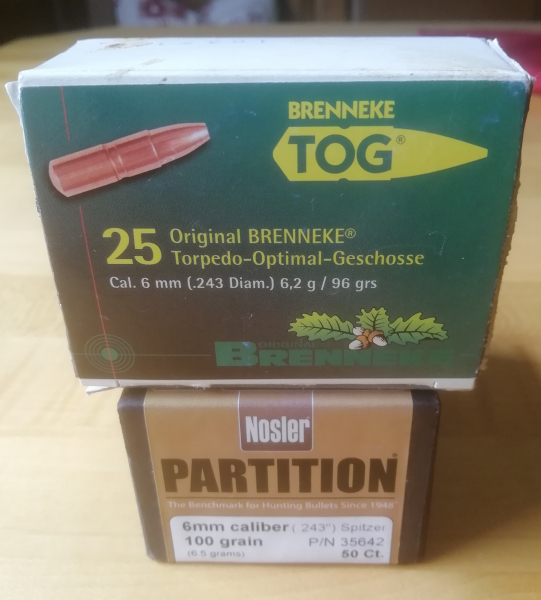 BRENNEKE
TOG®
25 Original BRENNEKE®
Torpedo-Optimal-Geschosse
Cal. 6 mm (.243 Diam.) 6,2 g / 96 grs
ORIGINAL
BRENNEKE
Nosler
PARTITION®
The Benchmark for Hunting Bullets Since 1948
6mm caliber (.243") Spitzer
100 grain P/N 35642
(6.5 grams) 50 Ct.